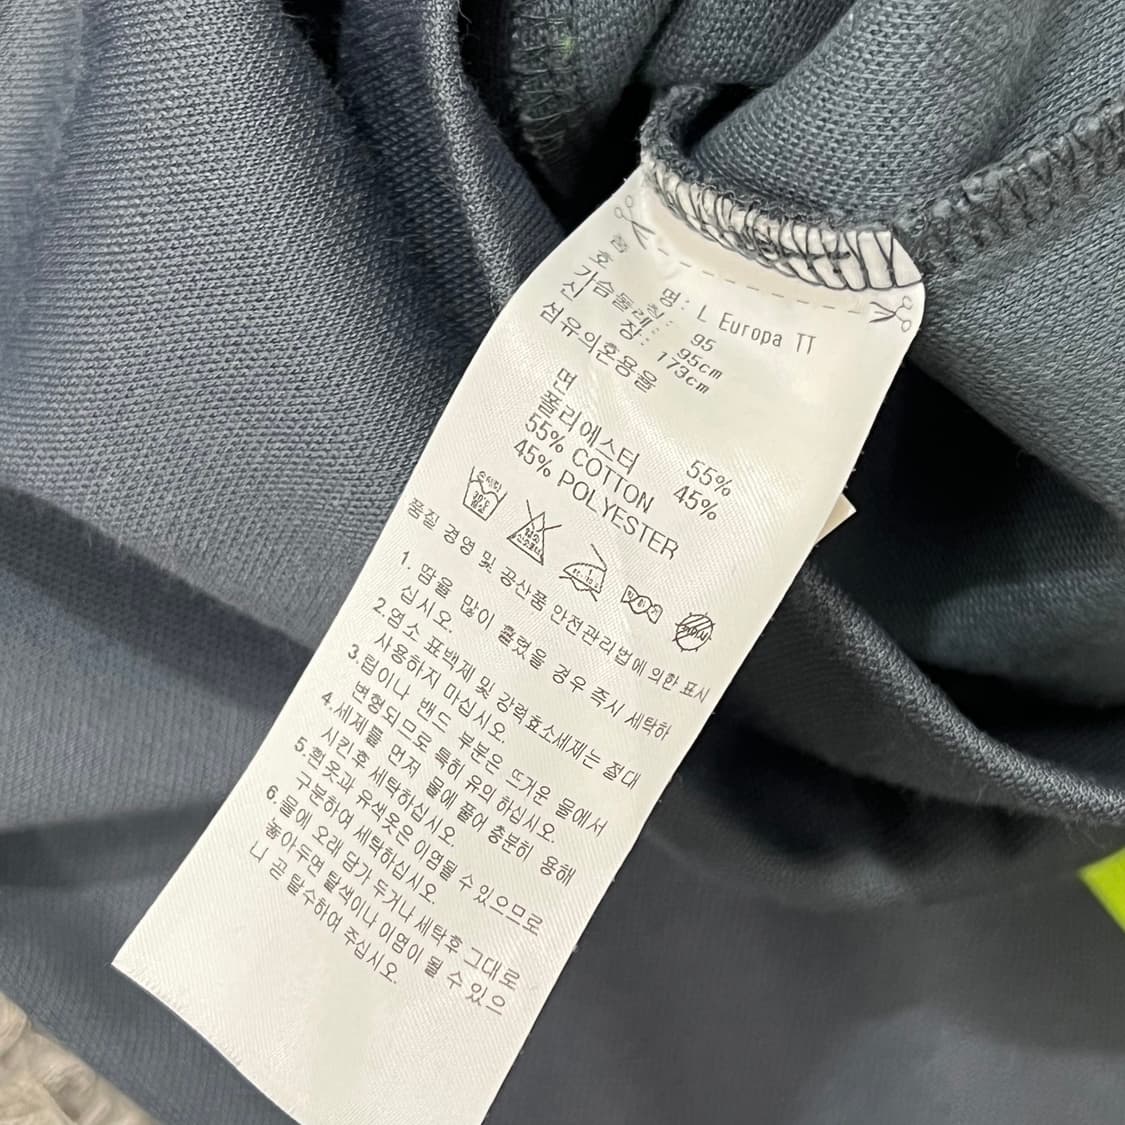 품 명: L Europa TT
호 칭: 95
가슴둘레: 95cm
신 장: 173cm
섬유의혼용율
면 55%
폴리에스터 45%
55% COTTON
45% POLYESTER
품질 경영 및 공산품 안전관리법에 의한 표시
1. 땀을 많이 흘렸을 경우 즉시 세탁하
십시오.
2.염소 표백제 및 강력효소세제는 절대
사용하지 마십시오.
3.립이나 밴드 부분은 뜨거운 물에서
변형되므로 특히 유의 하십시오.
4.세제를 먼저 물에 풀어 충분히 용해
시킨후 세탁하십시오.
5.흰옷과 유색옷은 이염될 수 있으므로
구분하여 세탁하십시오.
6.물에 오래 담가 두거나 세탁후 그대로
놓아두면 탈색이나 이염이 될 수 있으
니 곧 탈수하여 주십시오.